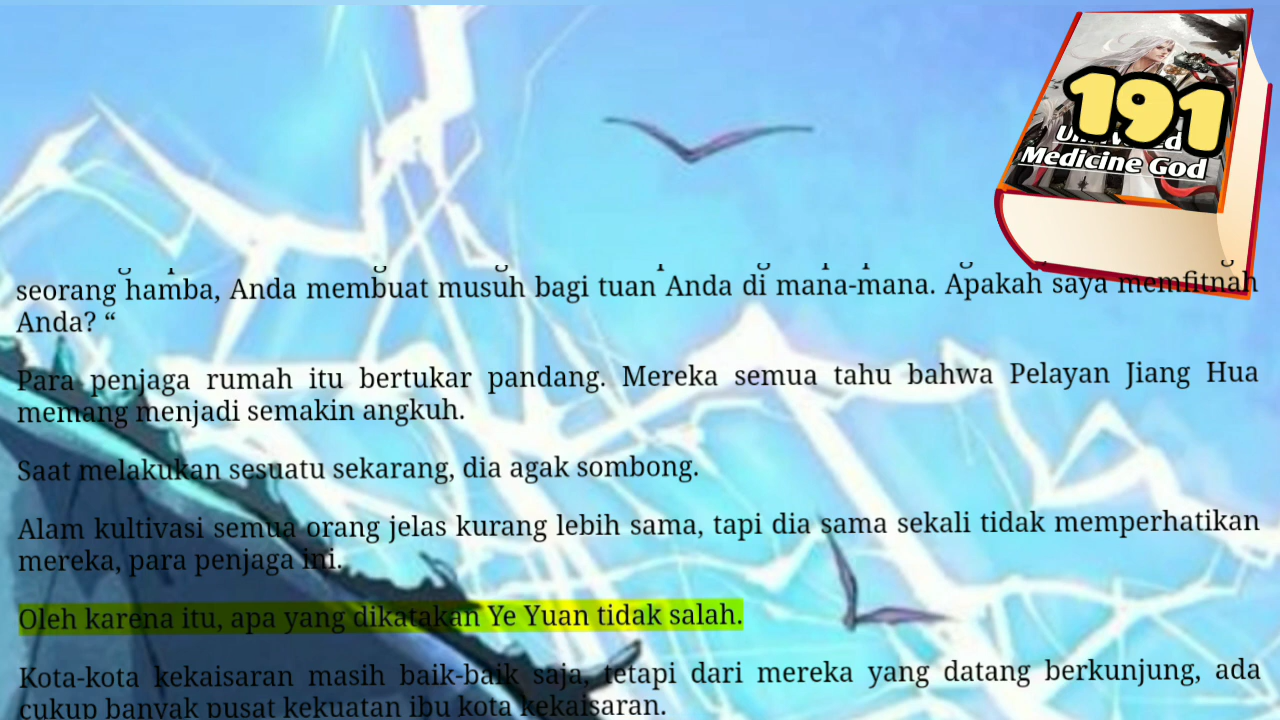 191
Medicine God
seorang hamba, Anda membuat musuh bagi tuan Anda di mana-mana. Apakah saya memfitnah
Anda? “
Para penjaga rumah itu bertukar pandang. Mereka semua tahu bahwa Pelayan Jiang Hua
memang menjadi semakin angkuh.
Saat melakukan sesuatu sekarang, dia agak sombong.
Alam kultivasi semua orang jelas kurang lebih sama, tapi dia sama sekali tidak memperhatikan
mereka, para penjaga ini.
Oleh karena itu, apa yang dikatakan Ye Yuan tidak salah.
Kota-kota kekaisaran masih baik-baik saja, tetapi dari mereka yang datang berkunjung, ada
cukup banyak pusat kekuatan ibu kota kekaisaran.